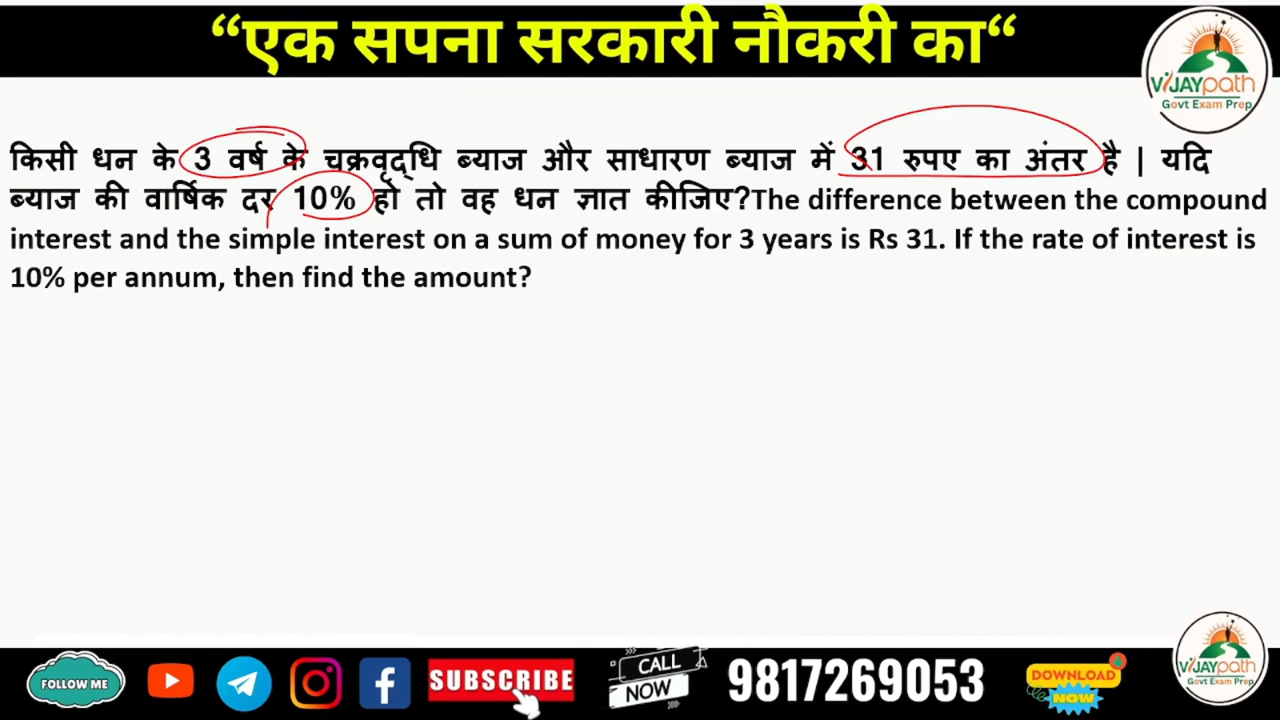 “एक सपना सरकारी नौकरी का“
VIJAYpath
Govt Exam Prep
किसी धन के 3 वर्ष के चक्रवृद्धि ब्याज और साधारण ब्याज में 31 रुपए का अंतर है | यदि
ब्याज की वार्षिक दर 10% हो तो वह धन ज्ञात कीजिए?The difference between the compound
interest and the simple interest on a sum of money for 3 years is Rs 31. If the rate of interest is
10% per annum, then find the amount?
VIJAYpath
Govt Exam Prep
FOLLOW ME
SUBSCRIBE
CALL
NOW
9817269053
DOWNLOAD
NOW